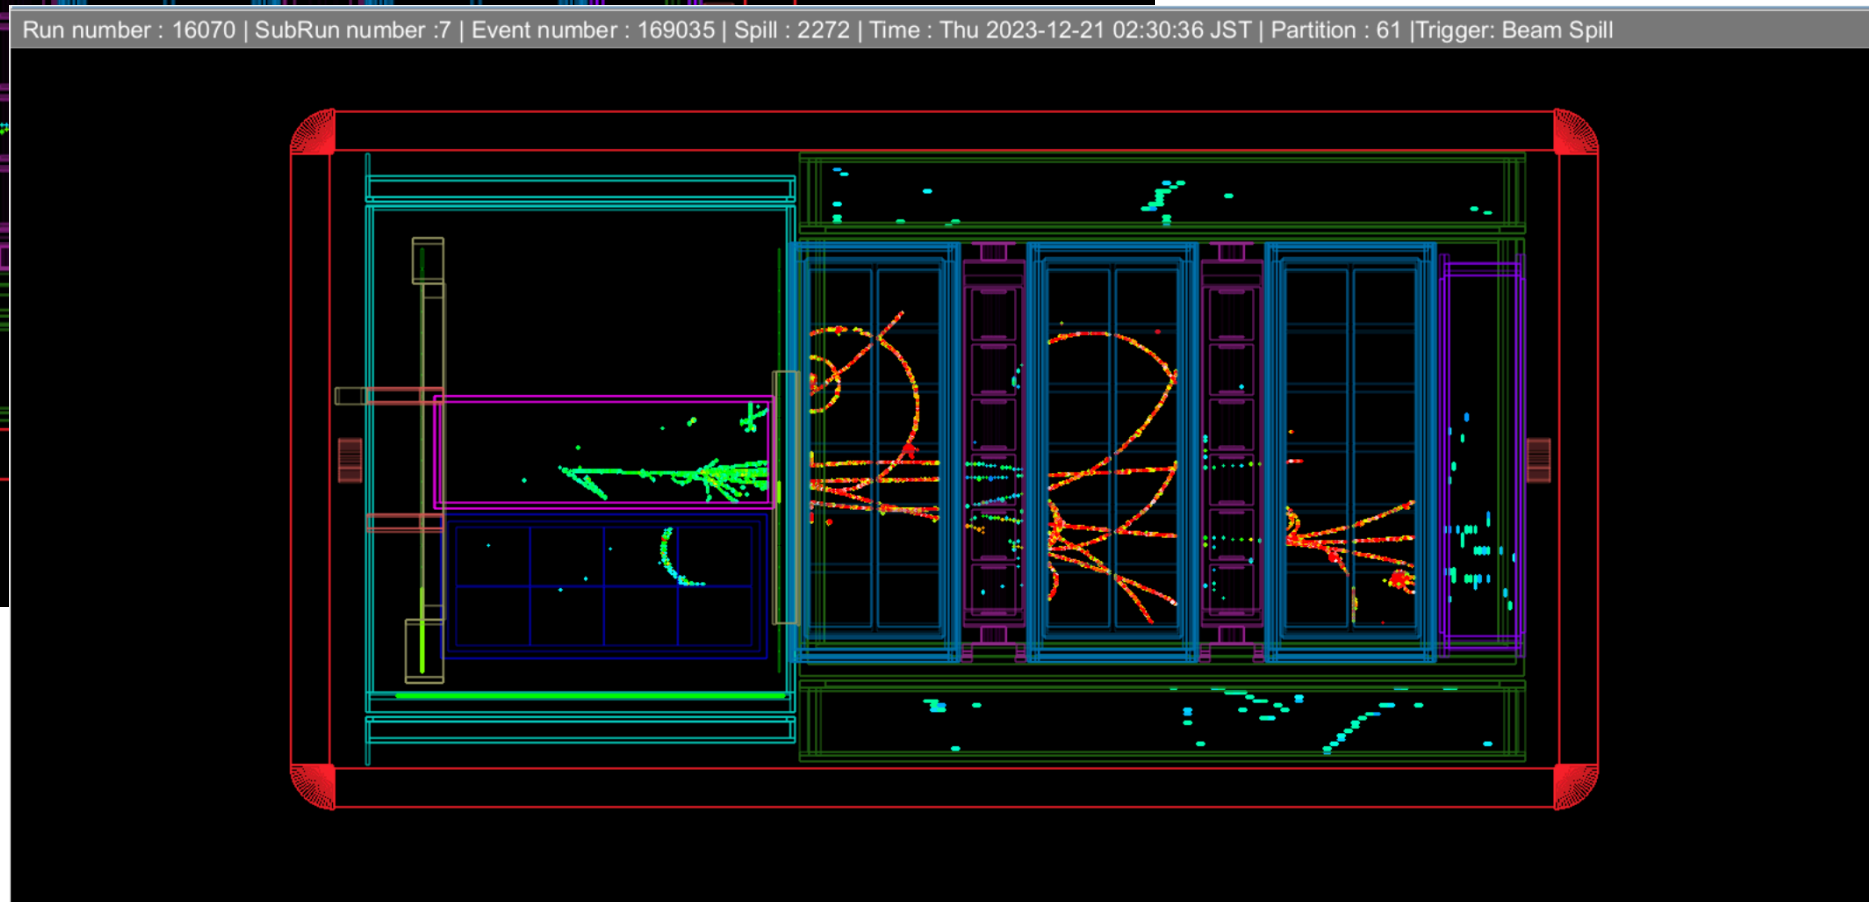 Run number : 16070 | SubRun number :7 | Event number : 169035 | Spill : 2272 | Time : Thu 2023-12-21 02:30:36 JST | Partition : 61 |Trigger: Beam Spill